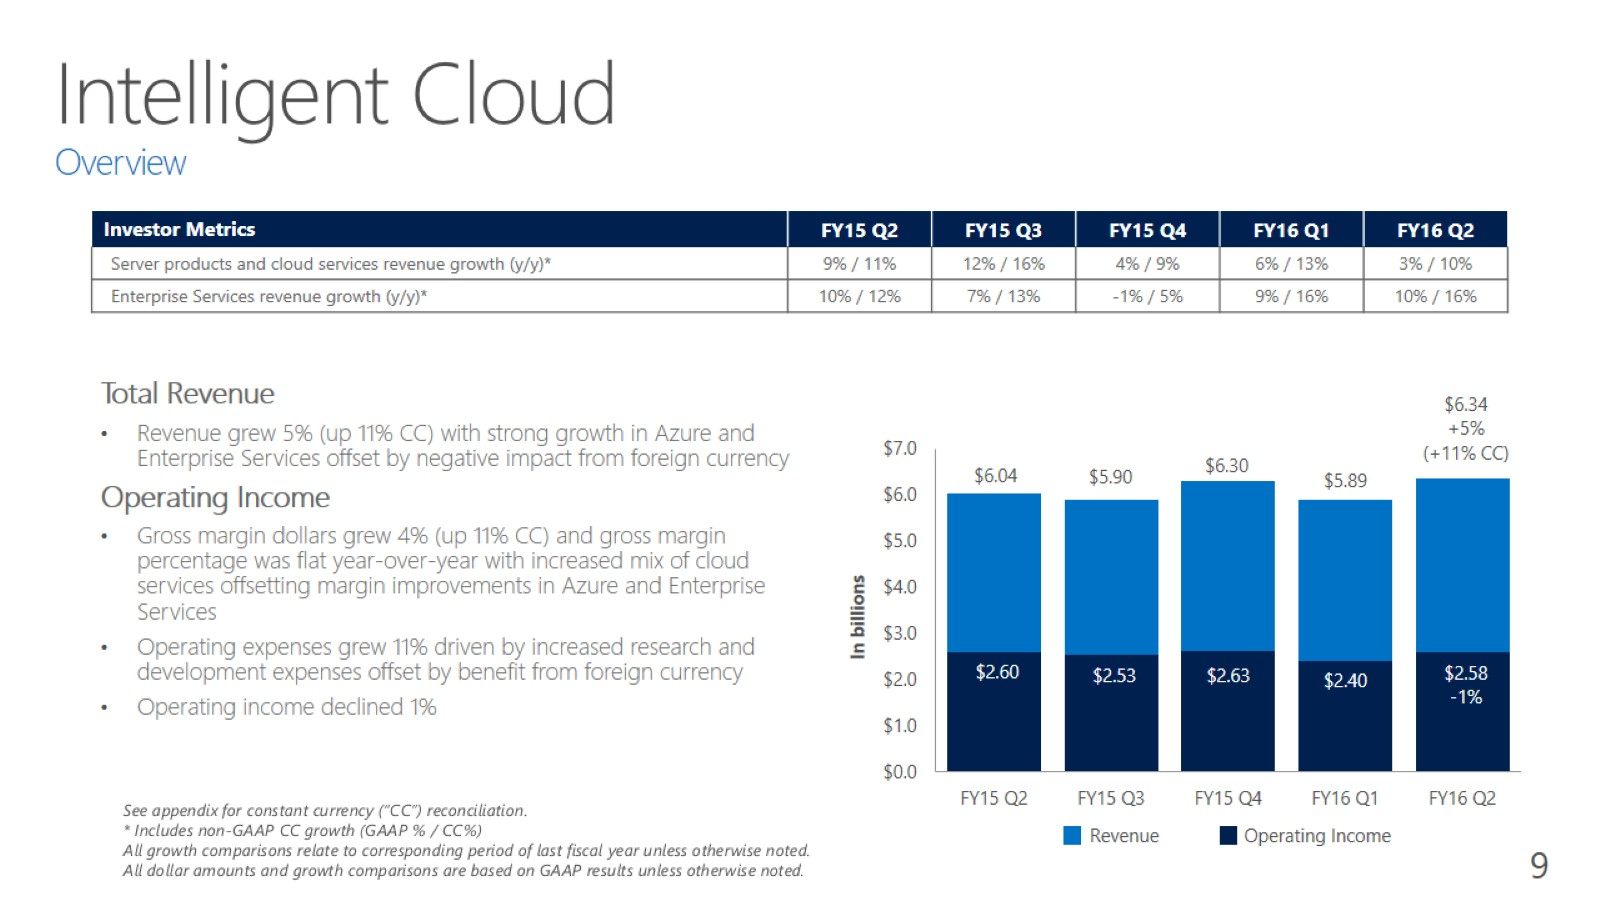 Intelligent Cloud
Overview
Investor Metrics FY15 Q2 FY15 Q3 FY15 Q4 FY16 Q1 FY16 Q2
Server products and cloud services revenue growth (y/y)* 9% / 11% 12% / 16% 4% / 9% 6% / 13% 3% / 10%
Enterprise Services revenue growth (y/y)* 10% / 12% 7% / 13% -1% / 5% 9% / 16% 10% / 16%
Total Revenue
• Revenue grew 5% (up 11% CC) with strong growth in Azure and
Enterprise Services offset by negative impact from foreign currency
Operating Income
• Gross margin dollars grew 4% (up 11% CC) and gross margin
percentage was flat year-over-year with increased mix of cloud
services offsetting margin improvements in Azure and Enterprise
Services
• Operating expenses grew 11% driven by increased research and
development expenses offset by benefit from foreign currency
• Operating income declined 1%
In billions
$7.0
$6.0
$5.0
$4.0
$3.0
$2.0
$1.0
$0.0
$6.04
$5.90
$6.30
$5.89
$6.34
+5%
(+11% CC)
$2.60
$2.53
$2.63
$2.40
$2.58
-1%
FY15 Q2 FY15 Q3 FY15 Q4 FY16 Q1 FY16 Q2
Revenue Operating Income
See appendix for constant currency ("CC") reconciliation.
* Includes non-GAAP CC growth (GAAP % / CC%)
All growth comparisons relate to corresponding period of last fiscal year unless otherwise noted.
All dollar amounts and growth comparisons are based on GAAP results unless otherwise noted.
9